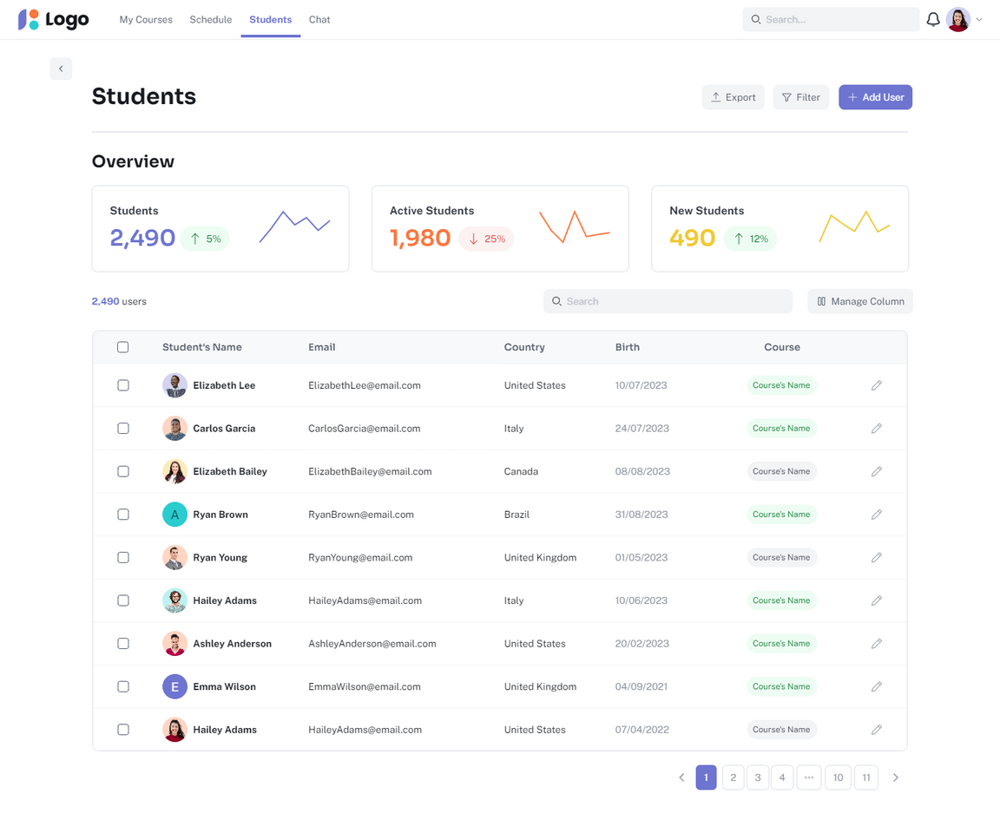 Logo My Courses Schedule Students Chat Search...
Students
Export Filter Add User
Overview
Students Active Students New Students
2,490 5% 1,980 25% 490 12%
2,490 users Search Manage Column
Student's Name Email Country Birth Course
Elizabeth Lee ElizabethLee@email.com United States 10/07/2023 Course's Name
Carlos Garcia CarlosGarcia@email.com Italy 24/07/2023 Course's Name
Elizabeth Bailey ElizabethBailey@email.com Canada 08/08/2023 Course's Name
A Ryan Brown RyanBrown@email.com Brazil 31/08/2023 Course's Name
Ryan Young RyanYoung@email.com United Kingdom 01/05/2023 Course's Name
Hailey Adams HaileyAdams@email.com Italy 10/06/2023 Course's Name
Ashley Anderson AshleyAnderson@email.com United States 20/02/2023 Course's Name
E Emma Wilson EmmaWilson@email.com United Kingdom 04/09/2021 Course's Name
Hailey Adams HaileyAdams@email.com United States 07/04/2022 Course's Name
1 2 3 4 ... 10 11